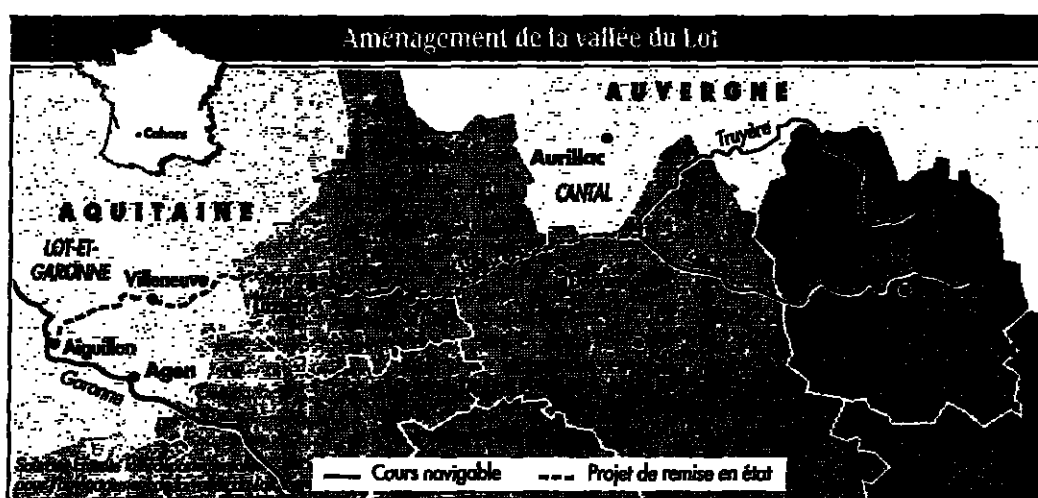 Aménagement de la vallée du Lot
AUVERGNE
Truyère
Cahors
Aurillac
CANTAL
AQUITAINE
LOT-ET-
GARONNE
Villeneuve
Aiguillon
Agen
Garonne
Cours navigable
Projet de remise en état